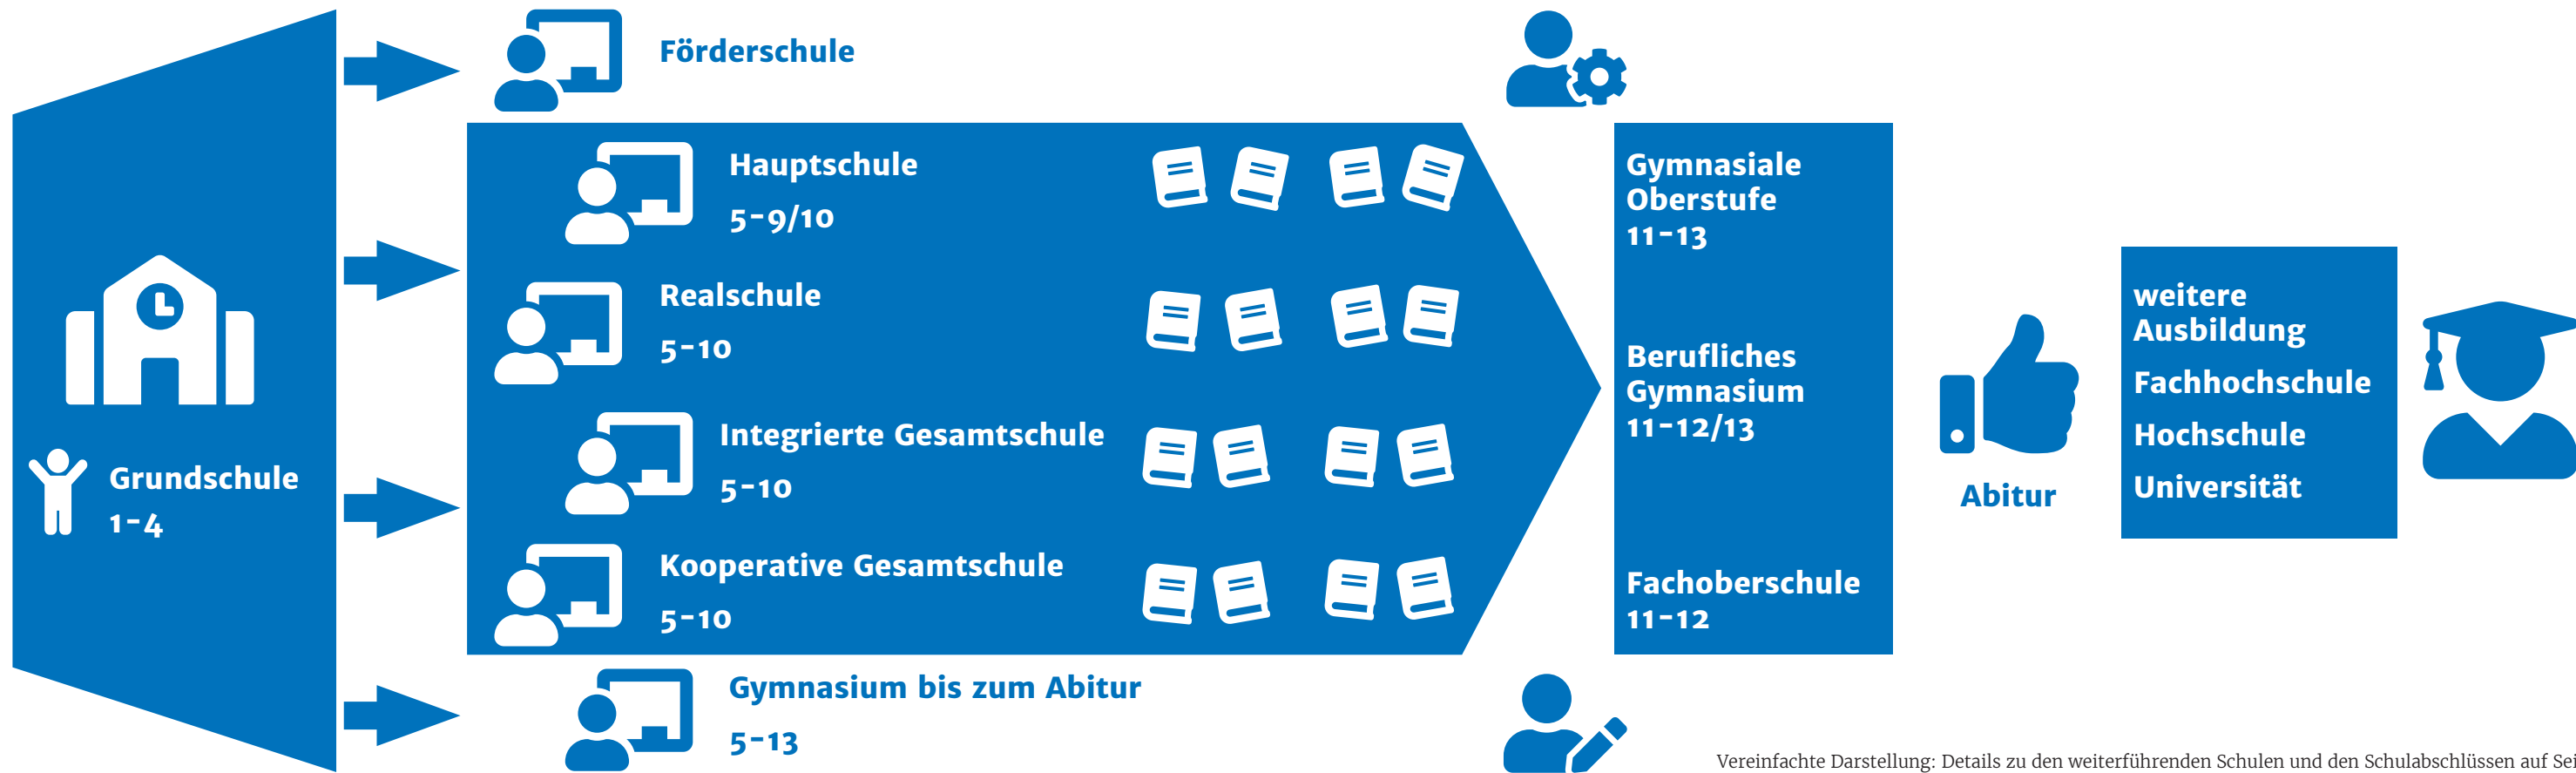 Grundschule
1-4
Förderschule
Hauptschule
5-9/10
Realschule
5-10
Integrierte Gesamtschule
5-10
Kooperative Gesamtschule
5-10
Gymnasium bis zum Abitur
5-13
Gymnasiale
Oberstufe
11-13
Berufliches
Gymnasium
11-12/13
Fachoberschule
11-12
Abitur
weitere
Ausbildung
Fachhochschule
Hochschule
Universität
Vereinfachte Darstellung: Details zu den weiterführenden Schulen und den Schulabschlüssen auf